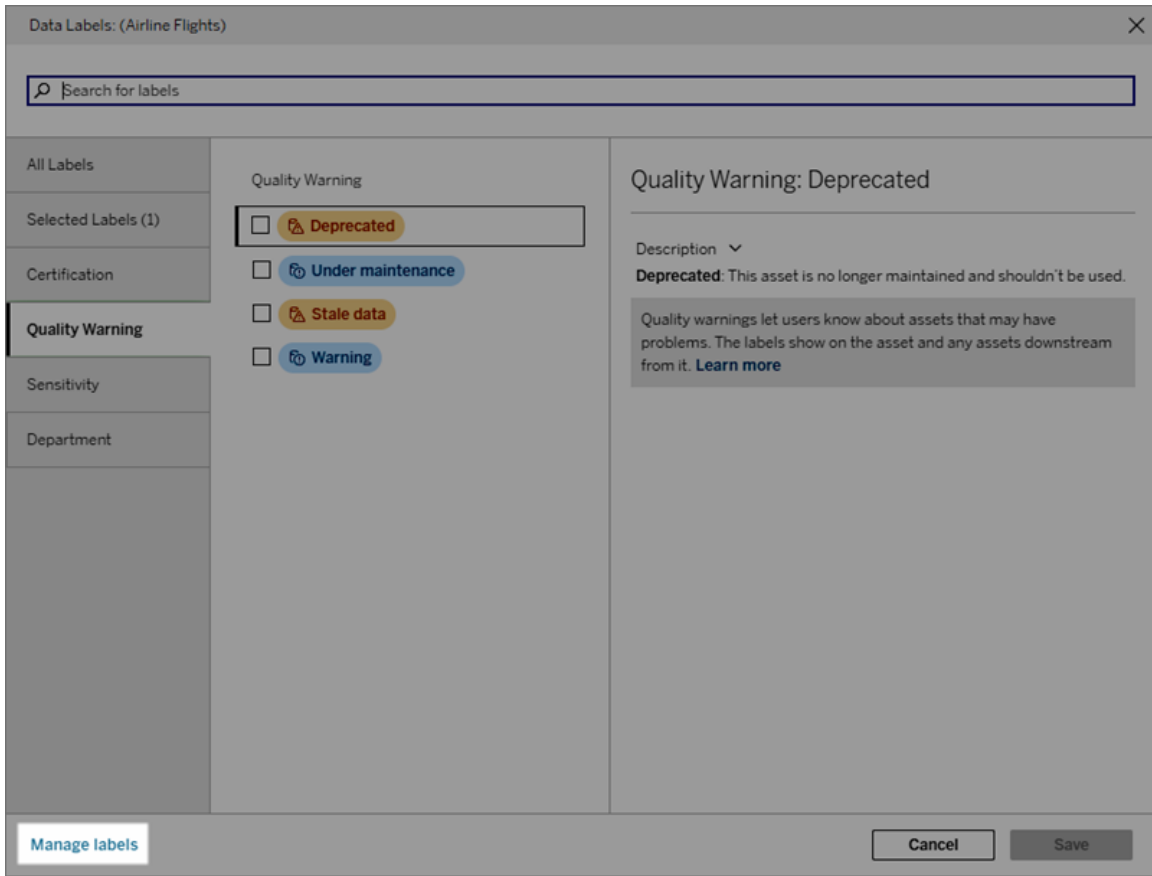 Data Labels: (Airline Flights)
Search for labels
All Labels
Selected Labels (1)
Certification
Quality Warning
Sensitivity
Department
Quality Warning
Deprecated
Under maintenance
Stale data
Warning
Quality Warning: Deprecated
Description
Deprecated: This asset is no longer maintained and shouldn't be used.
Quality warnings let users know about assets that may have
problems. The labels show on the asset and any assets downstream
from it. Learn more
Manage labels
Cancel
Save